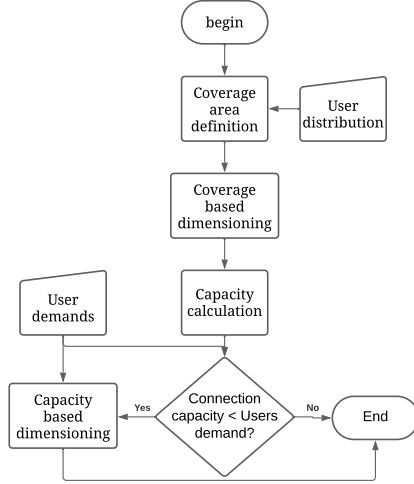 begin
Coverage
area
definition
User
distribution
Coverage
based
dimensioning
User
demands
Capacity
calculation
Capacity
based
dimensioning
Yes
Connection
capacity < Users
demand?
No
End